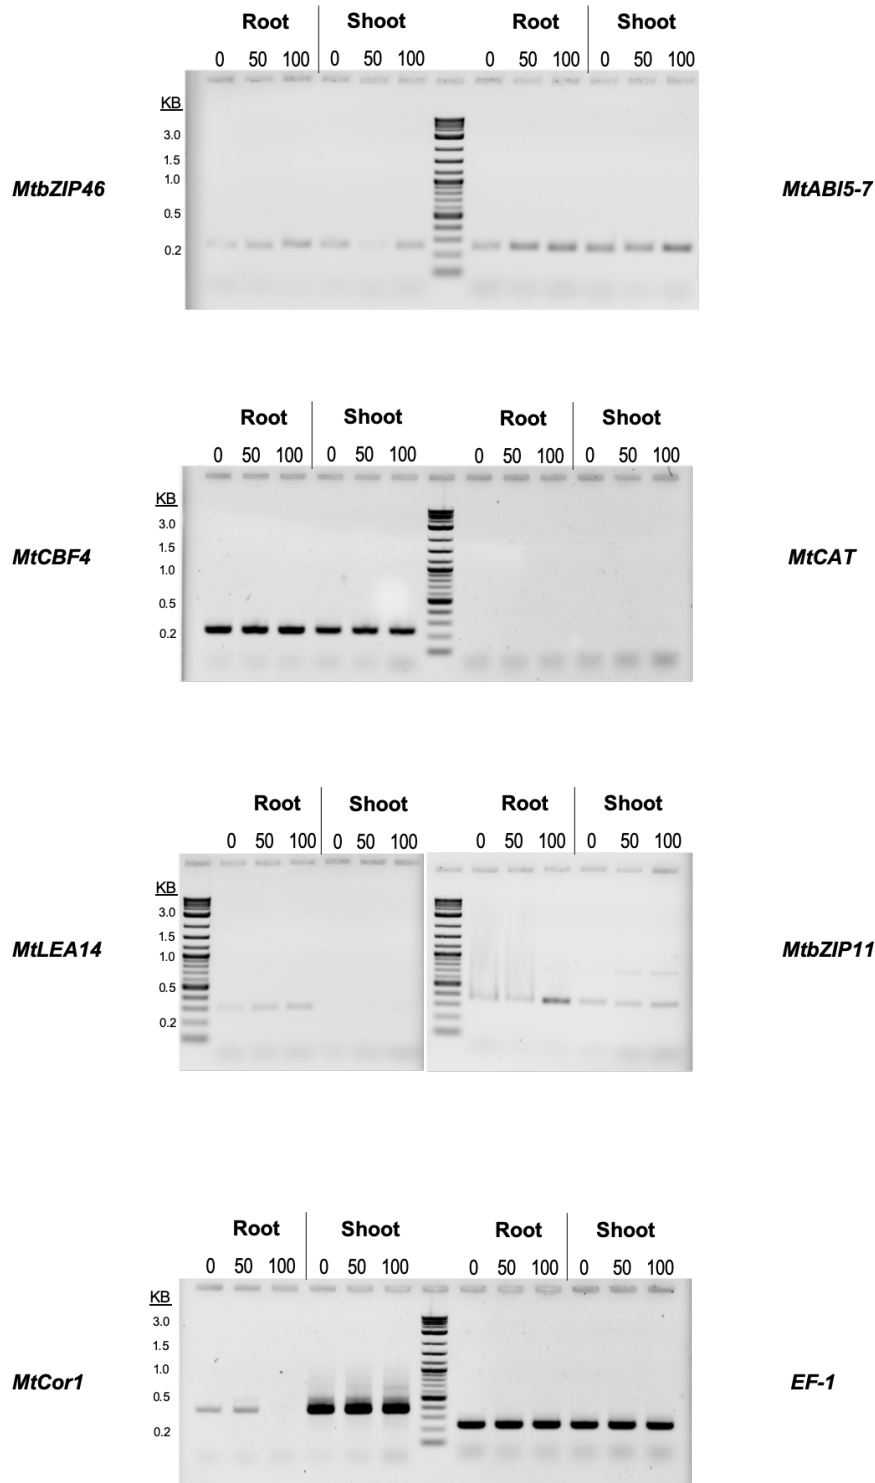 Root Shoot Root Shoot
0 50 100 0 50 100 0 50 100 0 50 100
KB
3.0
1.5
1.0
MtbZIP46 MtABI5-7
0.5
0.2
Root Shoot Root Shoot
0 50 100 0 50 100 0 50 100 0 50 100
KB
3.0
1.5
MtCBF4 MtCAT
1.0
0.5
0.2
Root Shoot Root Shoot
0 50 100 0 50 100 0 50 100 0 50 100
KB
3.0
1.5
MtLEA14 MtbZIP11
1.0
0.5
0.2
Root Shoot Root Shoot
0 50 100 0 50 100 0 50 100 0 50 100
KB
3.0
1.5
1.0
MtCor1 EF-1
0.5
0.2